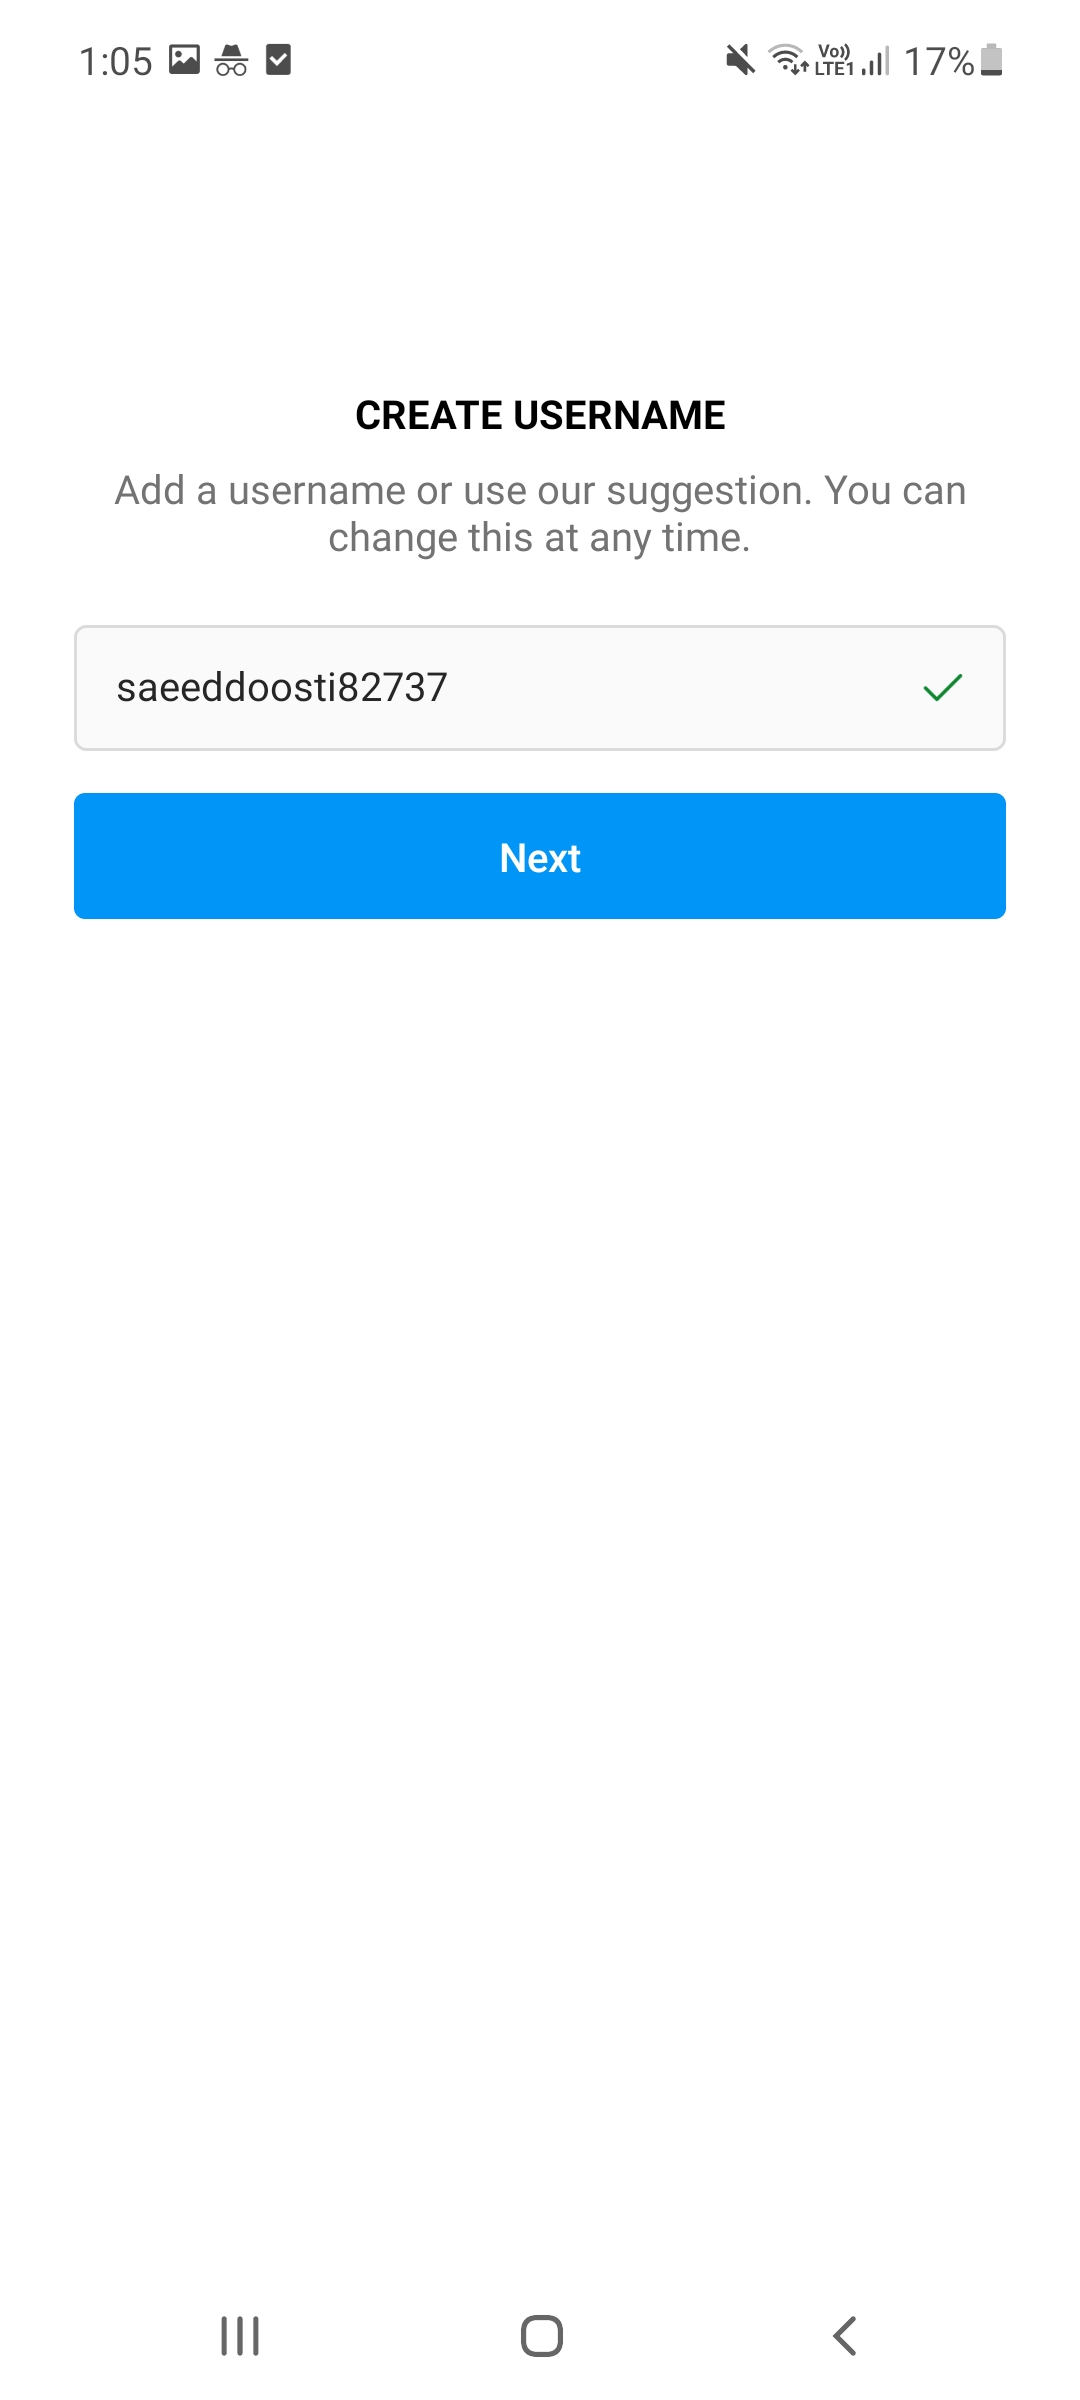 1:05 Vo)) LTE1 17%
CREATE USERNAME
Add a username or use our suggestion. You can
change this at any time.
saeeddoosti82737
Next